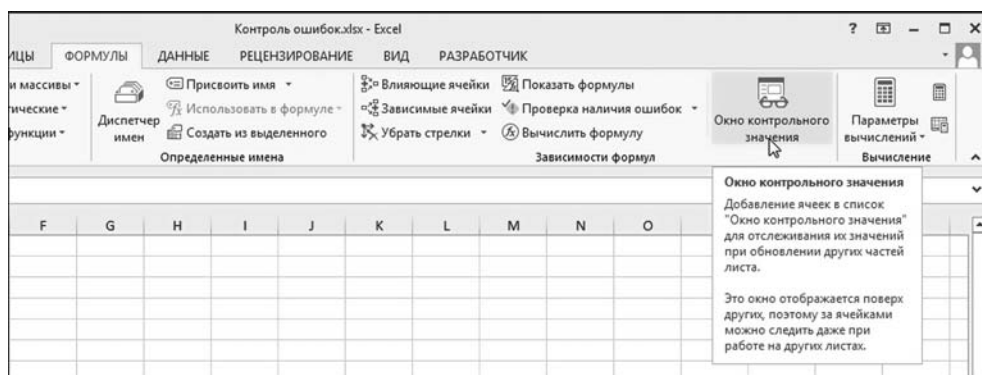 Контроль ошибок.xlsx - Excel
ИЦЫ ФОРМУЛЫ ДАННЫЕ РЕЦЕНЗИРОВАНИЕ ВИД РАЗРАБОТЧИК
и массивы
ические
ункции
Диспетчер
имен
Присвоить имя
Использовать в формуле
Создать из выделенного
Определенные имена
Влияющие ячейки
Зависимые ячейки
Убрать стрелки
Показать формулы
Проверка наличия ошибок
Вычислить формулу
Зависимости формул
Окно контрольного
значения
Параметры
вычислений
Вычисление
F G H I J K L M N O
Окно контрольного значения
Добавление ячеек в список
"Окно контрольного значения"
для отслеживания их значений
при обновлении других частей
листа.
Это окно отображается поверх
других, поэтому за ячейками
можно следить даже при
работе на других листах.